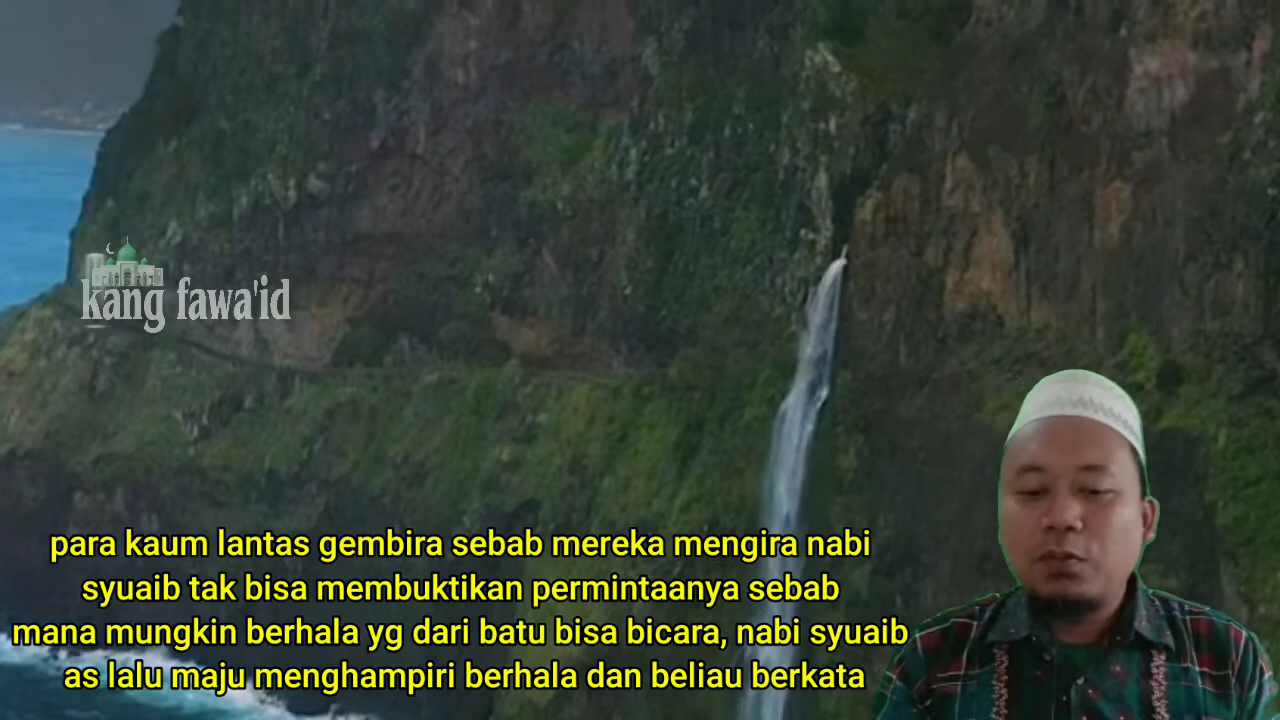 kang fawa'id
para kaum lantas gembira sebab mereka mengira nabi
syuaib tak bisa membuktikan permintaanya sebab
mana mungkin berhala yg dari batu bisa bicara, nabi syuaib
as lalu maju menghampiri berhala dan beliau berkata